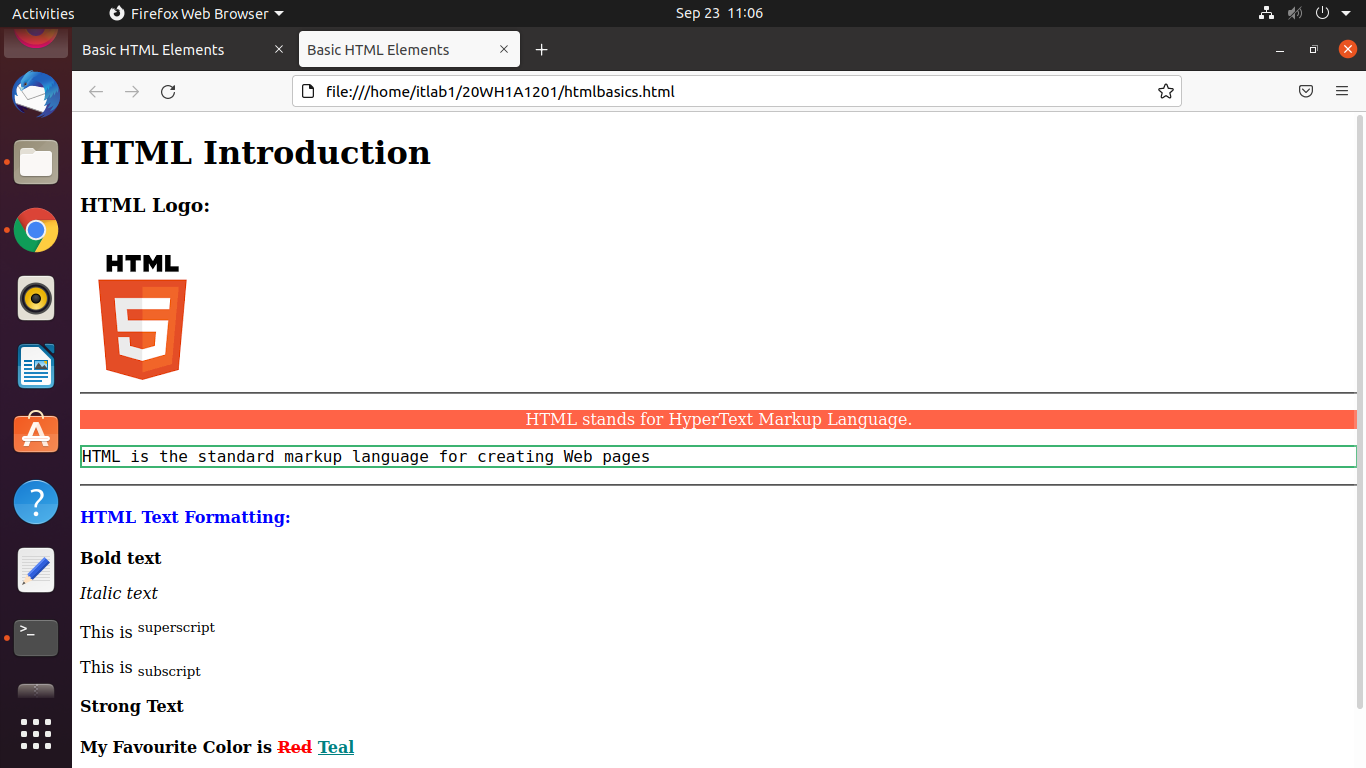 Activities Firefox Web Browser Sep 23 11:06
Basic HTML Elements Basic HTML Elements
file:///home/itlab1/20WH1A1201/htmlbasics.html
HTML Introduction
HTML Logo:
HTML
5
HTML stands for HyperText Markup Language.
HTML is the standard markup language for creating Web pages
HTML Text Formatting:
Bold text
Italic text
This is superscript
This is subscript
Strong Text
My Favourite Color is Red Teal